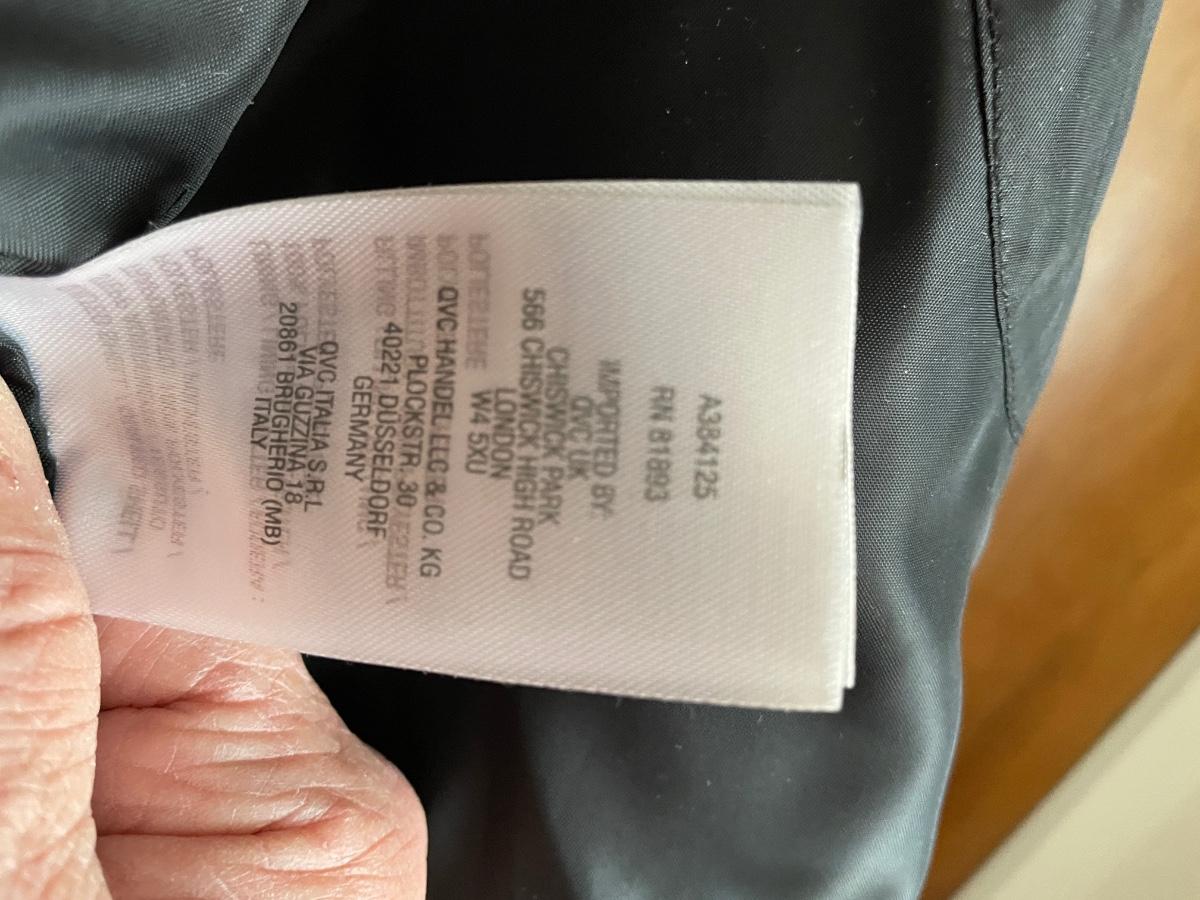 A384125
RN 81893
IMPORTED BY:
QVC UK
CHISWICK PARK
566 CHISWICK HIGH ROAD
LONDON
W4 5XU
QVC HANDEL LLC & CO. KG
PLOCKSTR. 30
40221 DÜSSELDORF
GERMANY
QVC ITALIA S.R.L
VIA GUZZINA 18
20861 BRUGHERIO (MB)
ITALY